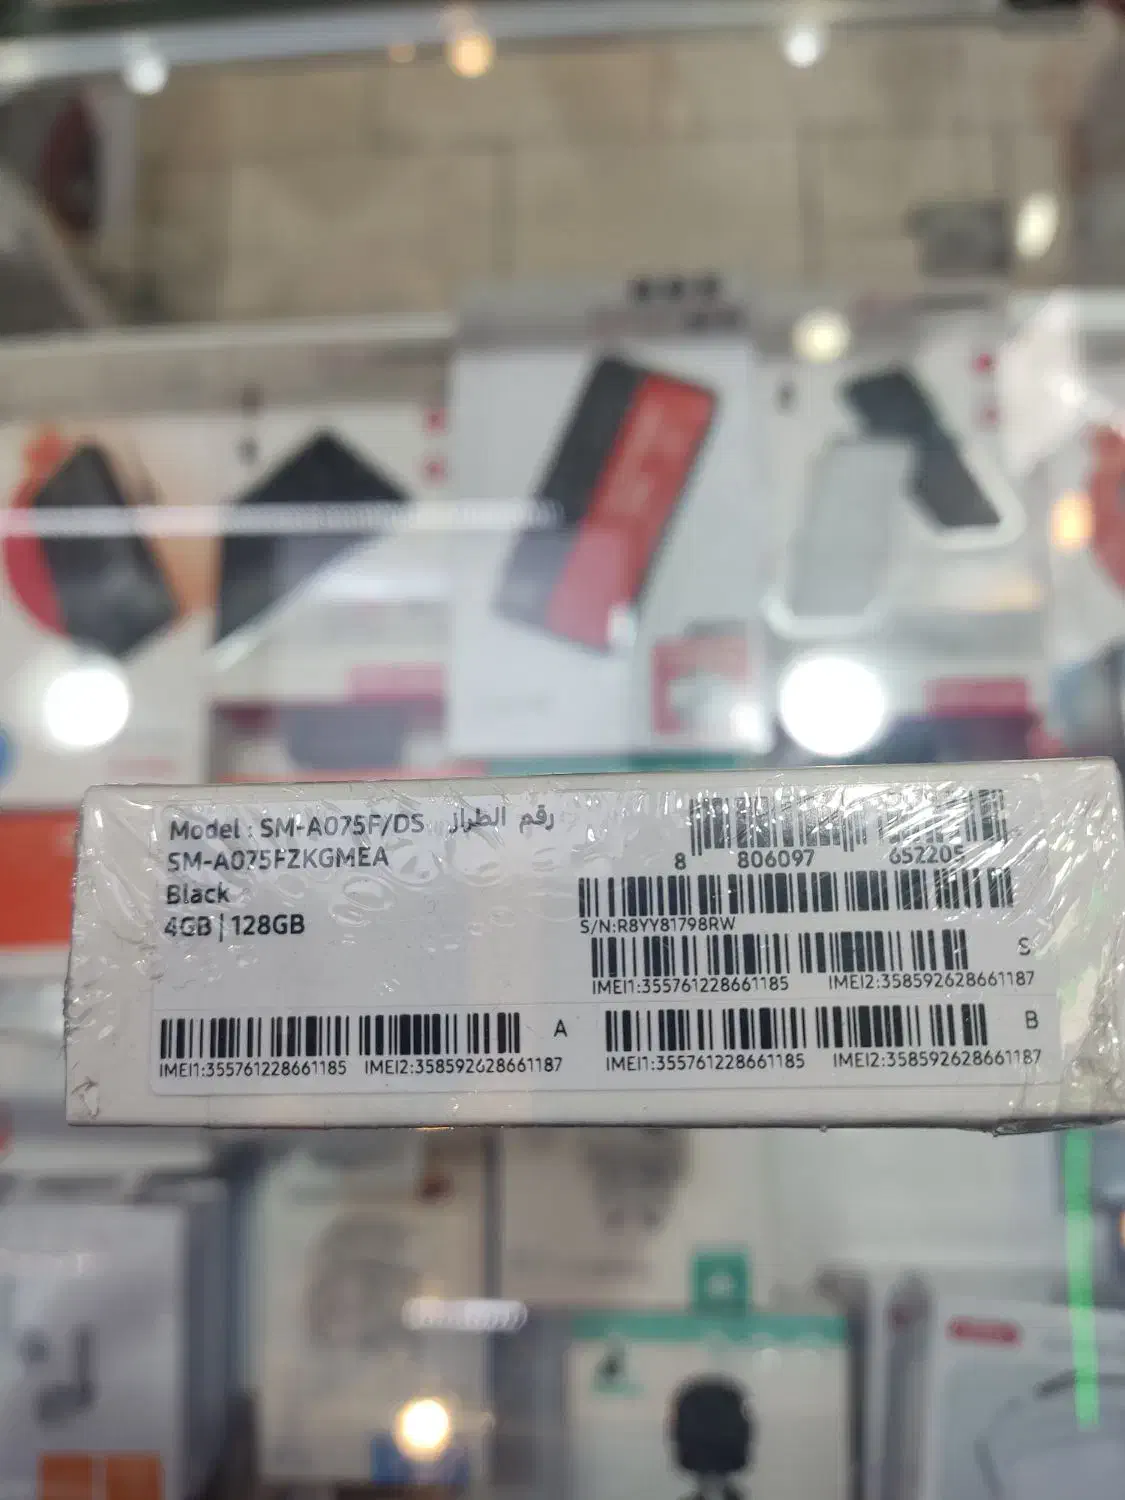 Model : SM-A075F/DS رقم الطراز
SM-A075FZKGMEA
Black
4GB | 128GB
8 806097 652205
S/N:R8YY81798RW
S
IMEI1:355761228661185 IMEI2:358592628661187
A
IMEI1:355761228661185 IMEI2:358592628661187
B
IMEI1:355761228661185 IMEI2:358592628661187